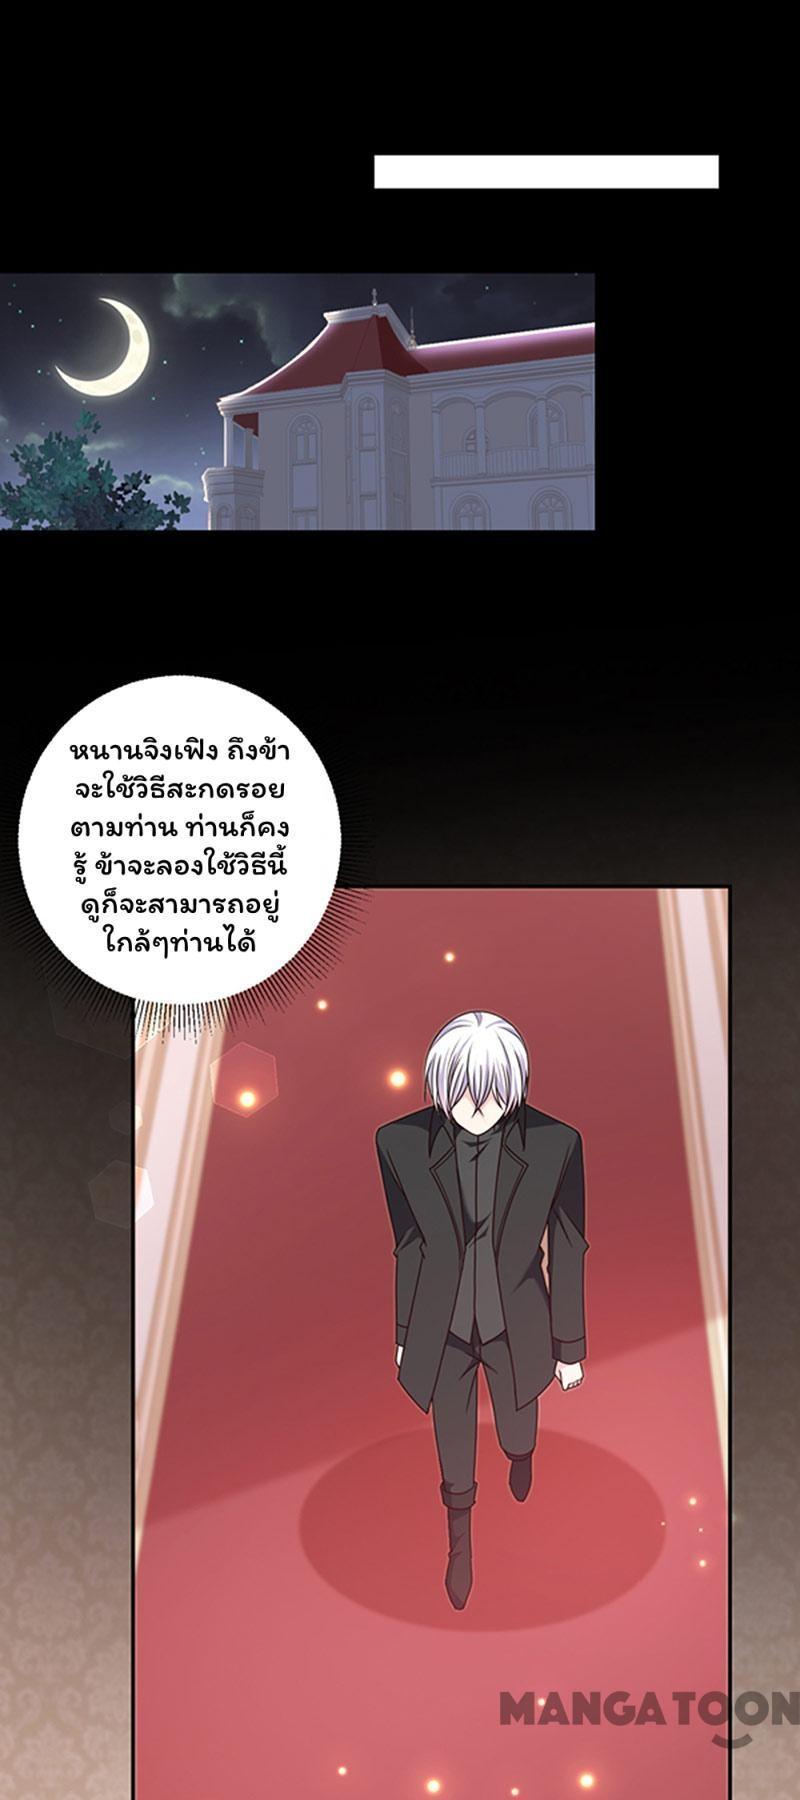 หนานจิงเฟิง ถึงข้า
จะใช้วิธีสะกดรอย
ตามท่าน ท่านก็คง
รู้ ข้าจะลองใช้วิธีนี้
ดูก็จะสามารถอยู่
ใกล้ๆท่านได้
MANGATOON